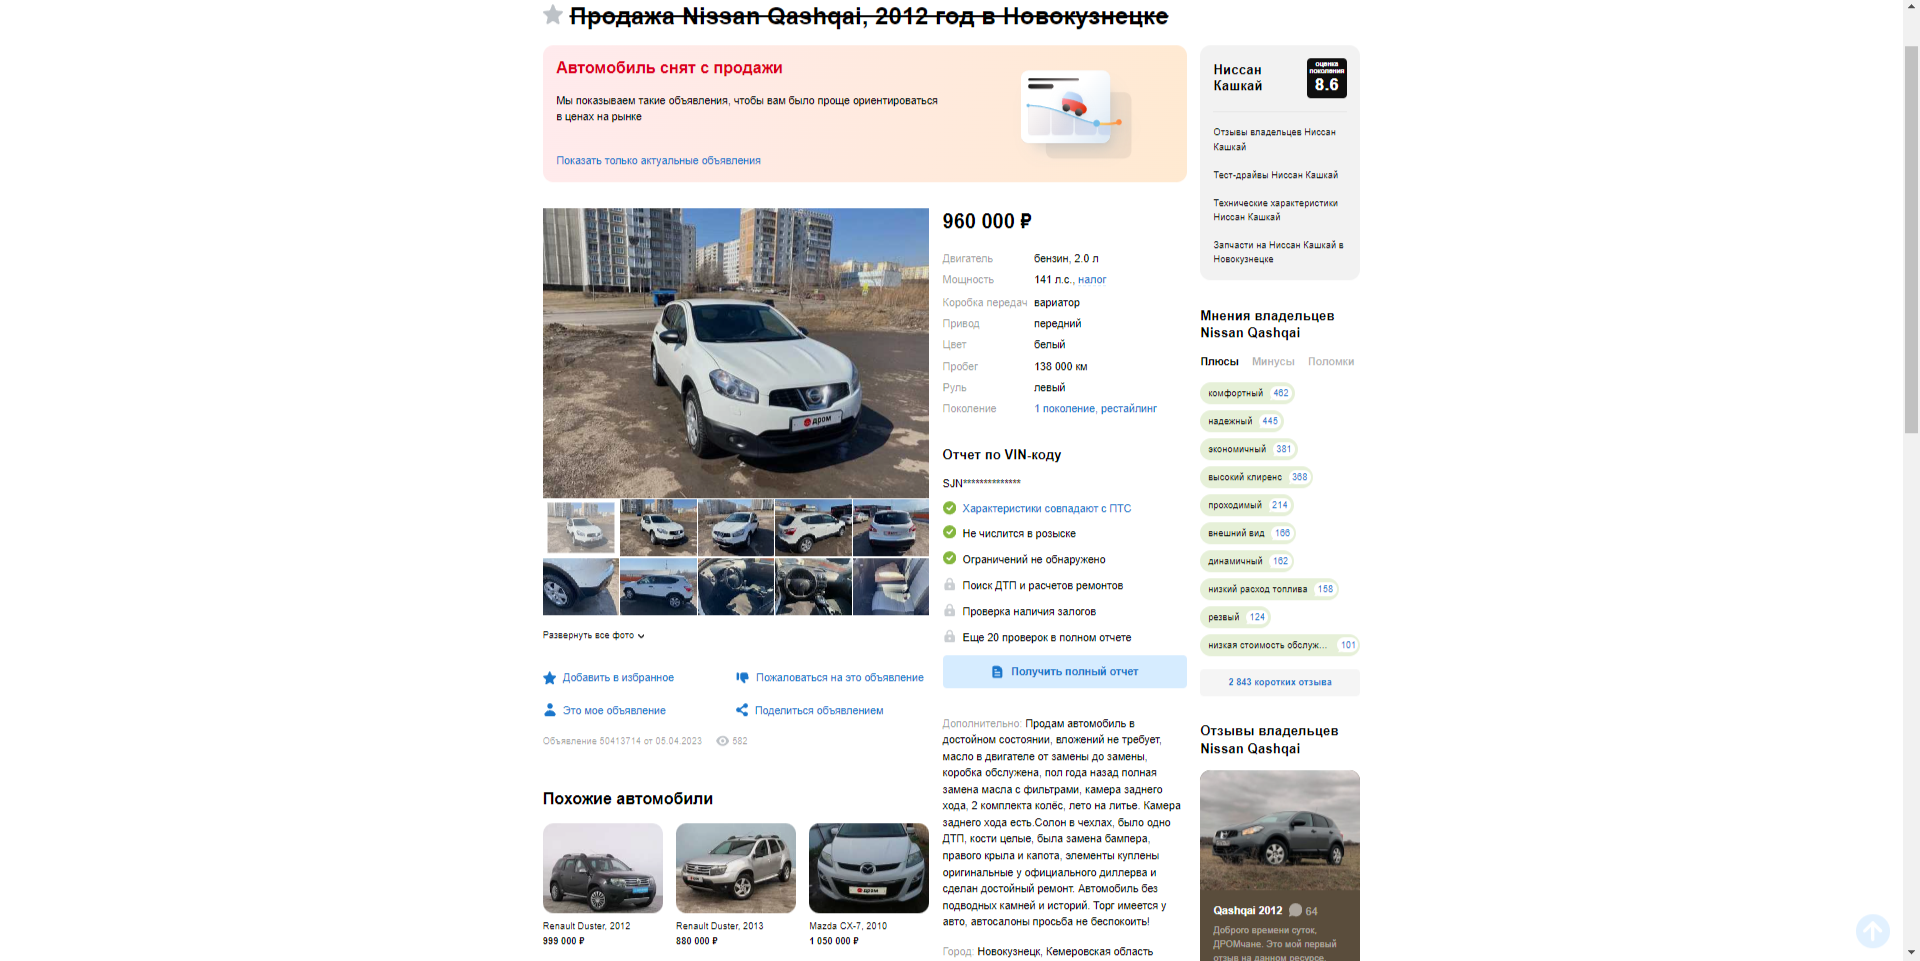 Продажа Nissan Qashqai, 2012 год в Новокузнецке
Автомобиль снят с продажи
Мы показываем такие объявления, чтобы вам было проще ориентироваться
в ценах на рынке
Показать только актуальные объявления
960 000 ₽
Двигатель бензин, 2.0 л
Мощность 141 л.с., налог
Коробка передач вариатор
Привод передний
Цвет белый
Пробег 138 000 км
Руль левый
Поколение 1 поколение, рестайлинг
дром
Отчет по VIN-коду
SJN**************
Характеристики совпадают с ПТС
Не числится в розыске
Ограничений не обнаружено
Поиск ДТП и расчетов ремонтов
Проверка наличия залогов
Еще 20 проверок в полном отчете
Получить полный отчет
Развернуть все фото
Добавить в избранное
Пожаловаться на это объявление
Это мое объявление
Поделиться объявлением
Объявление 50413714 от 05.04.2023 582
Дополнительно: Продам автомобиль в
достойном состоянии, вложений не требует,
масло в двигателе от замены до замены,
коробка обслужена, пол года назад полная
замена масла с фильтрами, камера заднего
хода, 2 комплекта колёс, лето на литье. Камера
заднего хода есть.Солон в чехлах, было одно
ДТП, кости целые, была замена бампера,
правого крыла и капота, элементы куплены
оригинальные у официального диллерва и
сделан достойный ремонт. Автомобиль без
подводных камней и историй. Торг имеется у
авто, автосалоны просьба не беспокоить!
Город: Новокузнецк, Кемеровская область
Похожие автомобили
дром
Renault Duster, 2012
999 000 ₽
Renault Duster, 2013
880 000 ₽
Mazda CX-7, 2010
1 050 000 ₽
Ниссан
Кашкай
оценка
поколения
8.6
Отзывы владельцев Ниссан
Кашкай
Тест-драйвы Ниссан Кашкай
Технические характеристики
Ниссан Кашкай
Запчасти на Ниссан Кашкай в
Новокузнецке
Мнения владельцев
Nissan Qashqai
Плюсы Минусы Поломки
комфортный 462
надежный 445
экономичный 381
высокий клиренс 368
проходимый 214
внешний вид 166
динамичный 162
низкий расход топлива 158
резвый 124
низкая стоимость обслуж... 101
2 843 коротких отзыва
Отзывы владельцев
Nissan Qashqai
Qashqai 2012 64
Доброго времени суток,
ДРОМчане. Это мой первый
отзыв на данном ресурсе,